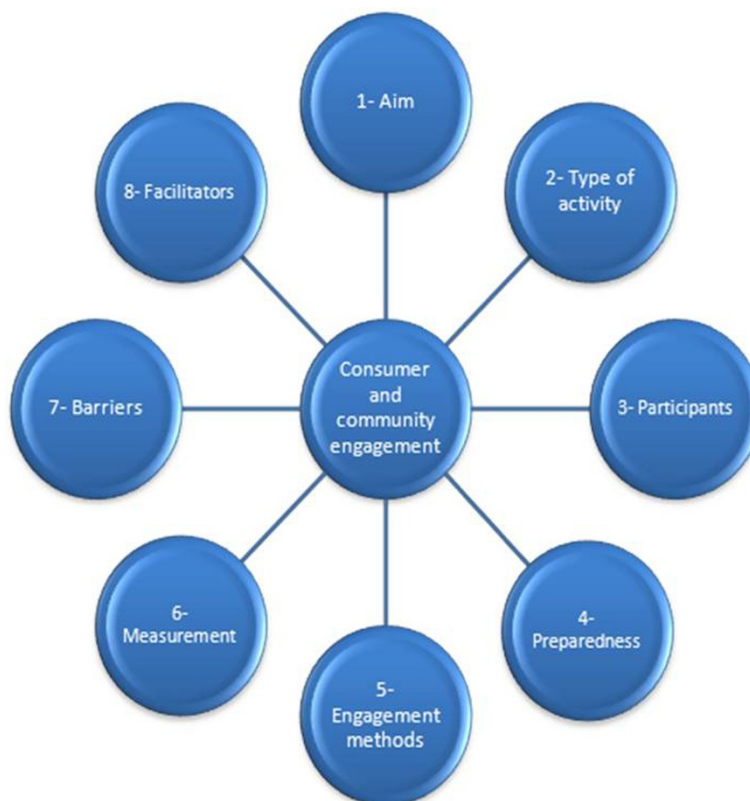 1- Aim
2- Type of
activity
3- Participants
4-
Preparedness
5-
Engagement
methods
6-
Measurement
7- Barriers
8- Facilitators
Consumer
and
community
engagement